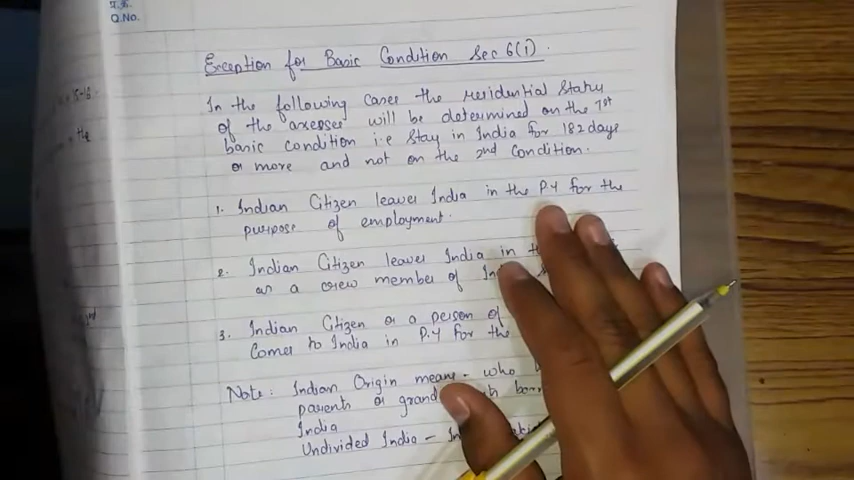 प्र.क्र.
Q.No.
Exception for Basic Condition Sec 6(1).
In the following cases the residential Status
of the assessee will be determined on the 1st
basic condition i.e Stay in India for 182 days
or more and not on the 2nd Condition.
1. Indian Citizen leaves India in the P.Y for the
purpose of employment.
2. Indian Citizen leaves India in
as a crew member of
3. Indian Citizen or a person of
Comes to India in P.Y for the
Note: Indian Origin means - who
parents or grand
India
Undivided India -